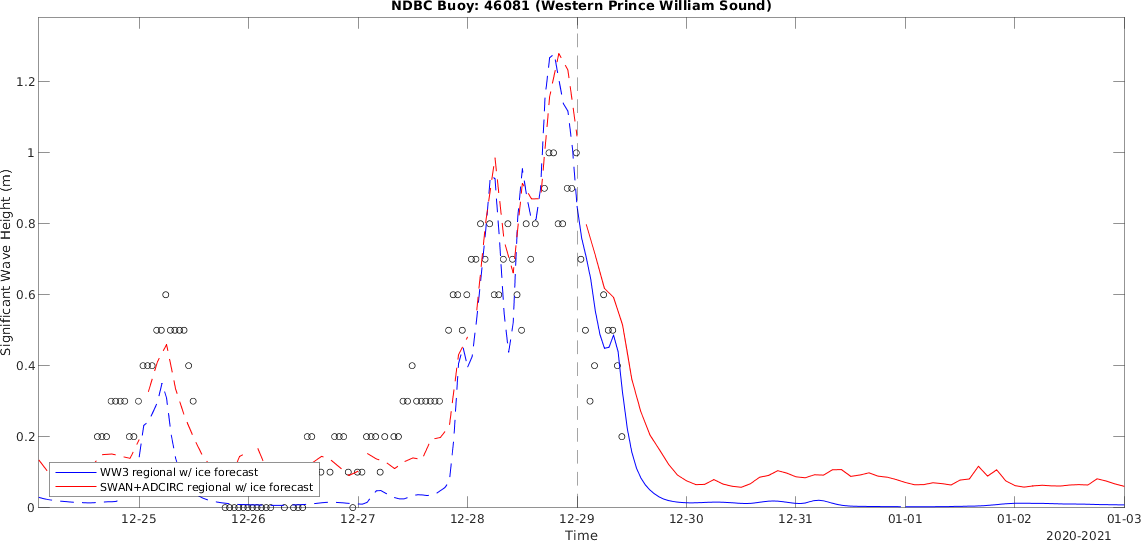 NDBC Buoy: 46081 (Western Prince William Sound)
Significant Wave Height (m)
1.2
1
0.8
0.6
0.4
0.2
0
WW3 regional w/ ice forecast
SWAN+ADCIRC regional w/ ice forecast
12-25 12-26 12-27 12-28 12-29 12-30 12-31 01-01 01-02 01-03
Time
2020-2021